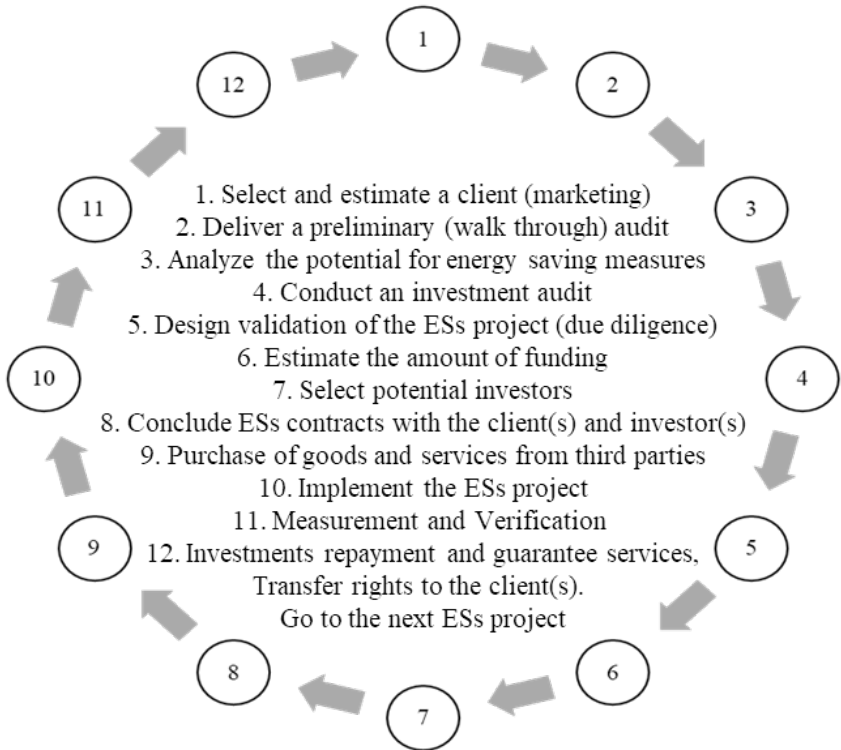 1
2
3
4
5
6
7
8
9
10
11
12
1. Select and estimate a client (marketing)
2. Deliver a preliminary (walk through) audit
3. Analyze the potential for energy saving measures
4. Conduct an investment audit
5. Design validation of the ESs project (due diligence)
6. Estimate the amount of funding
7. Select potential investors
8. Conclude ESs contracts with the client(s) and investor(s)
9. Purchase of goods and services from third parties
10. Implement the ESs project
11. Measurement and Verification
12. Investments repayment and guarantee services,
Transfer rights to the client(s).
Go to the next ESs project